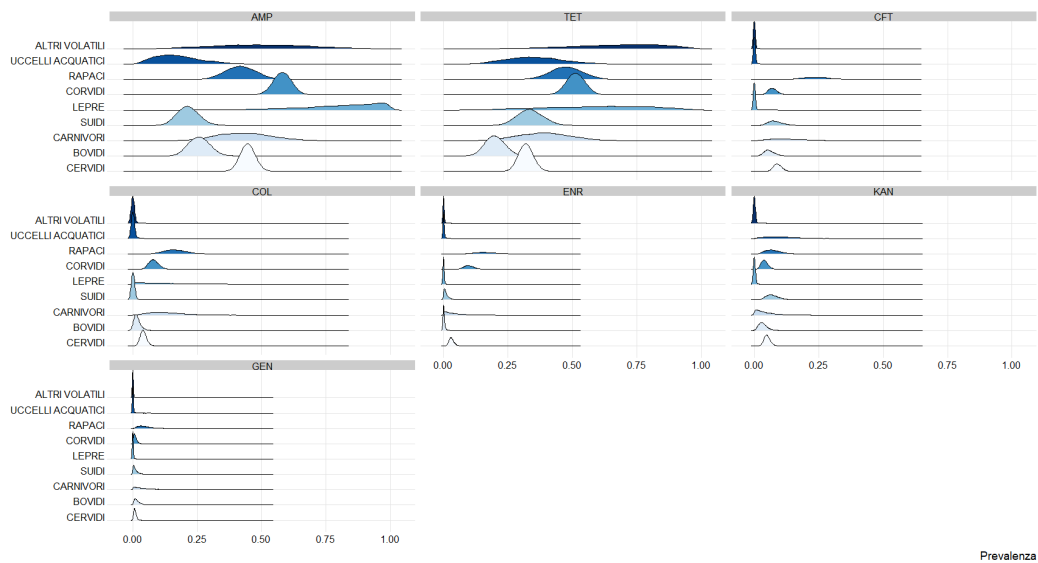 AMP TET CFT
ALTRI VOLATILI
UCCELLI ACQUATICI
RAPACI
CORVIDI
LEPRE
SUIDI
CARNIVORI
BOVIDI
CERVIDI
COL ENR KAN
ALTRI VOLATILI
UCCELLI ACQUATICI
RAPACI
CORVIDI
LEPRE
SUIDI
CARNIVORI
BOVIDI
CERVIDI
0.00 0.25 0.50 0.75 1.00 0.00 0.25 0.50 0.75 1.00
GEN
ALTRI VOLATILI
UCCELLI ACQUATICI
RAPACI
CORVIDI
LEPRE
SUIDI
CARNIVORI
BOVIDI
CERVIDI
0.00 0.25 0.50 0.75 1.00
Prevalenza